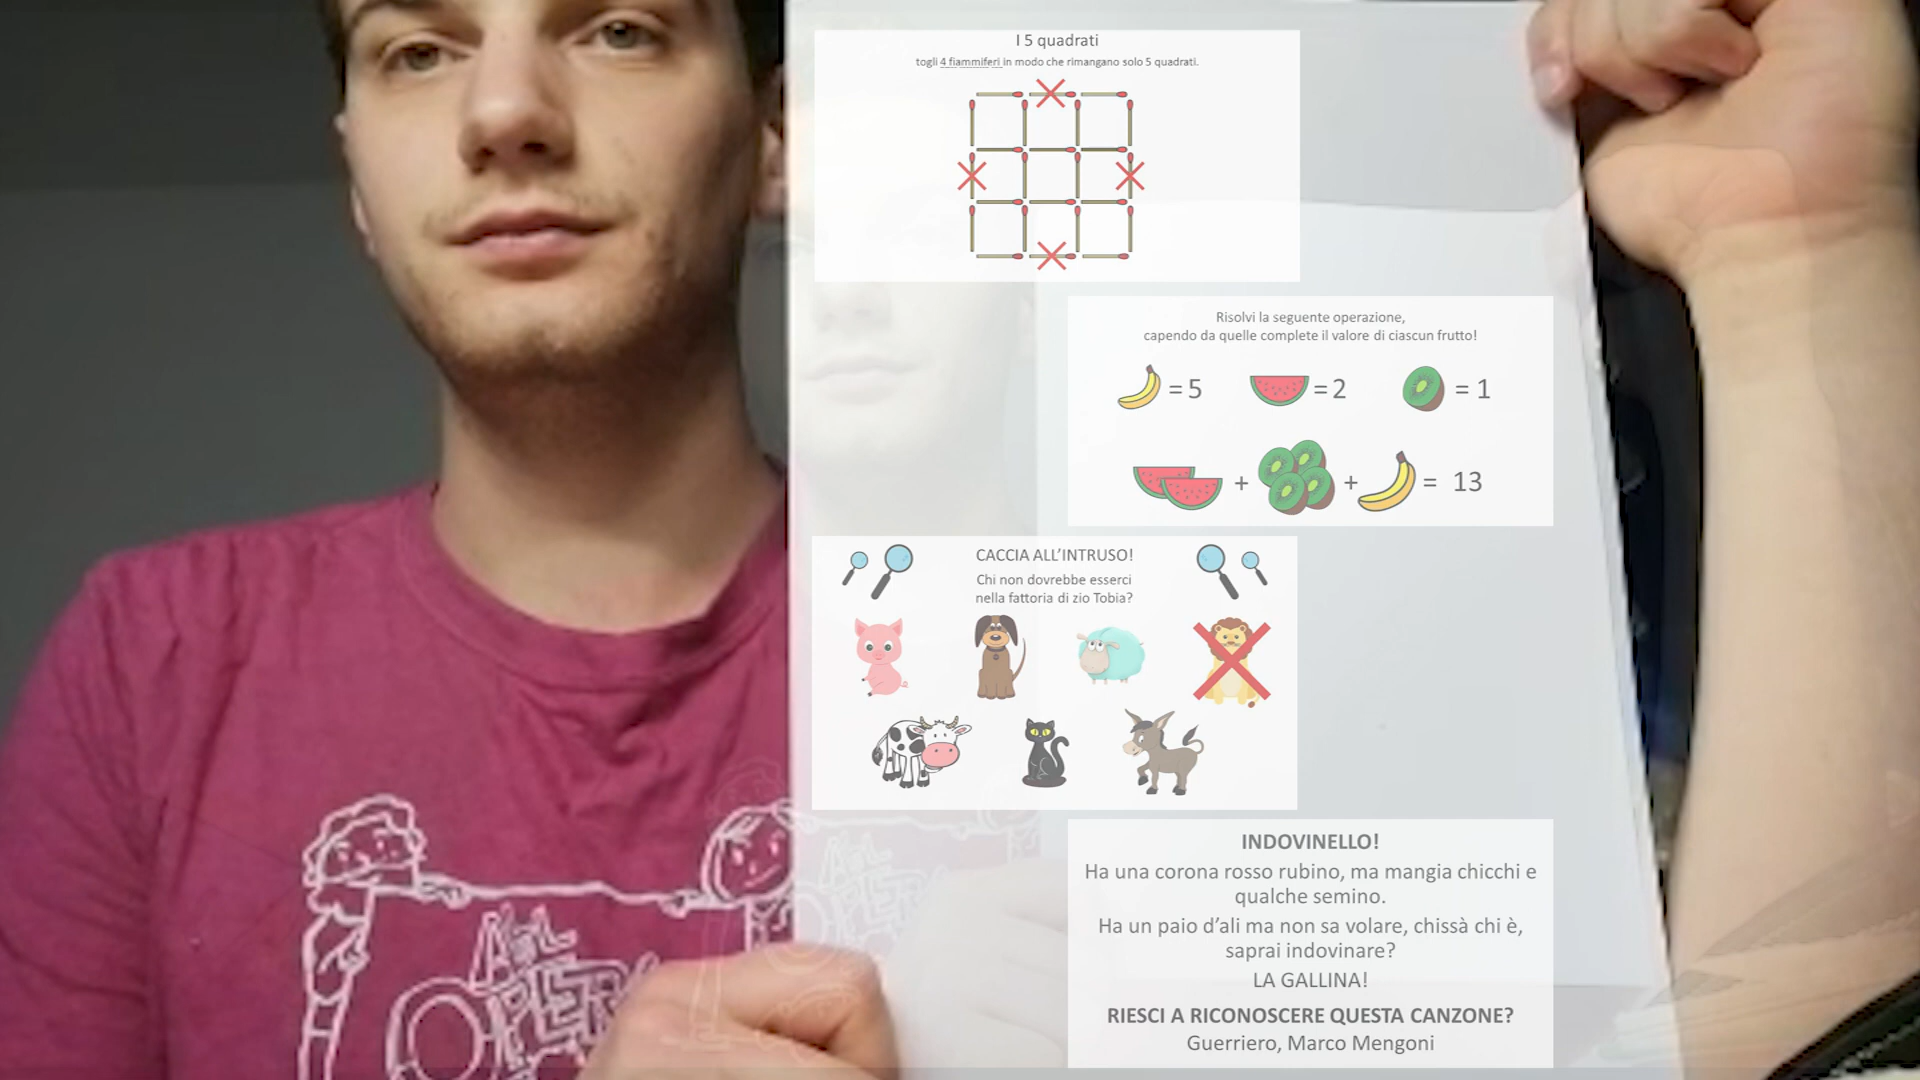 I 5 quadrati
togli 4 fiammiferi in modo che rimangano solo 5 quadrati.
Risolvi la seguente operazione,
capendo da quelle complete il valore di ciascun frutto!
= 5
= 2
= 1
+ + = 13
CACCIA ALL'INTRUSO!
Chi non dovrebbe esserci
nella fattoria di zio Tobia?
INDOVINELLO!
Ha una corona rosso rubino, ma mangia chicchi e
qualche semino.
Ha un paio d'ali ma non sa volare, chissà chi è,
saprai indovinare?
LA GALLINA!
RIESCI A RICONOSCERE QUESTA CANZONE?
Guerriero, Marco Mengoni